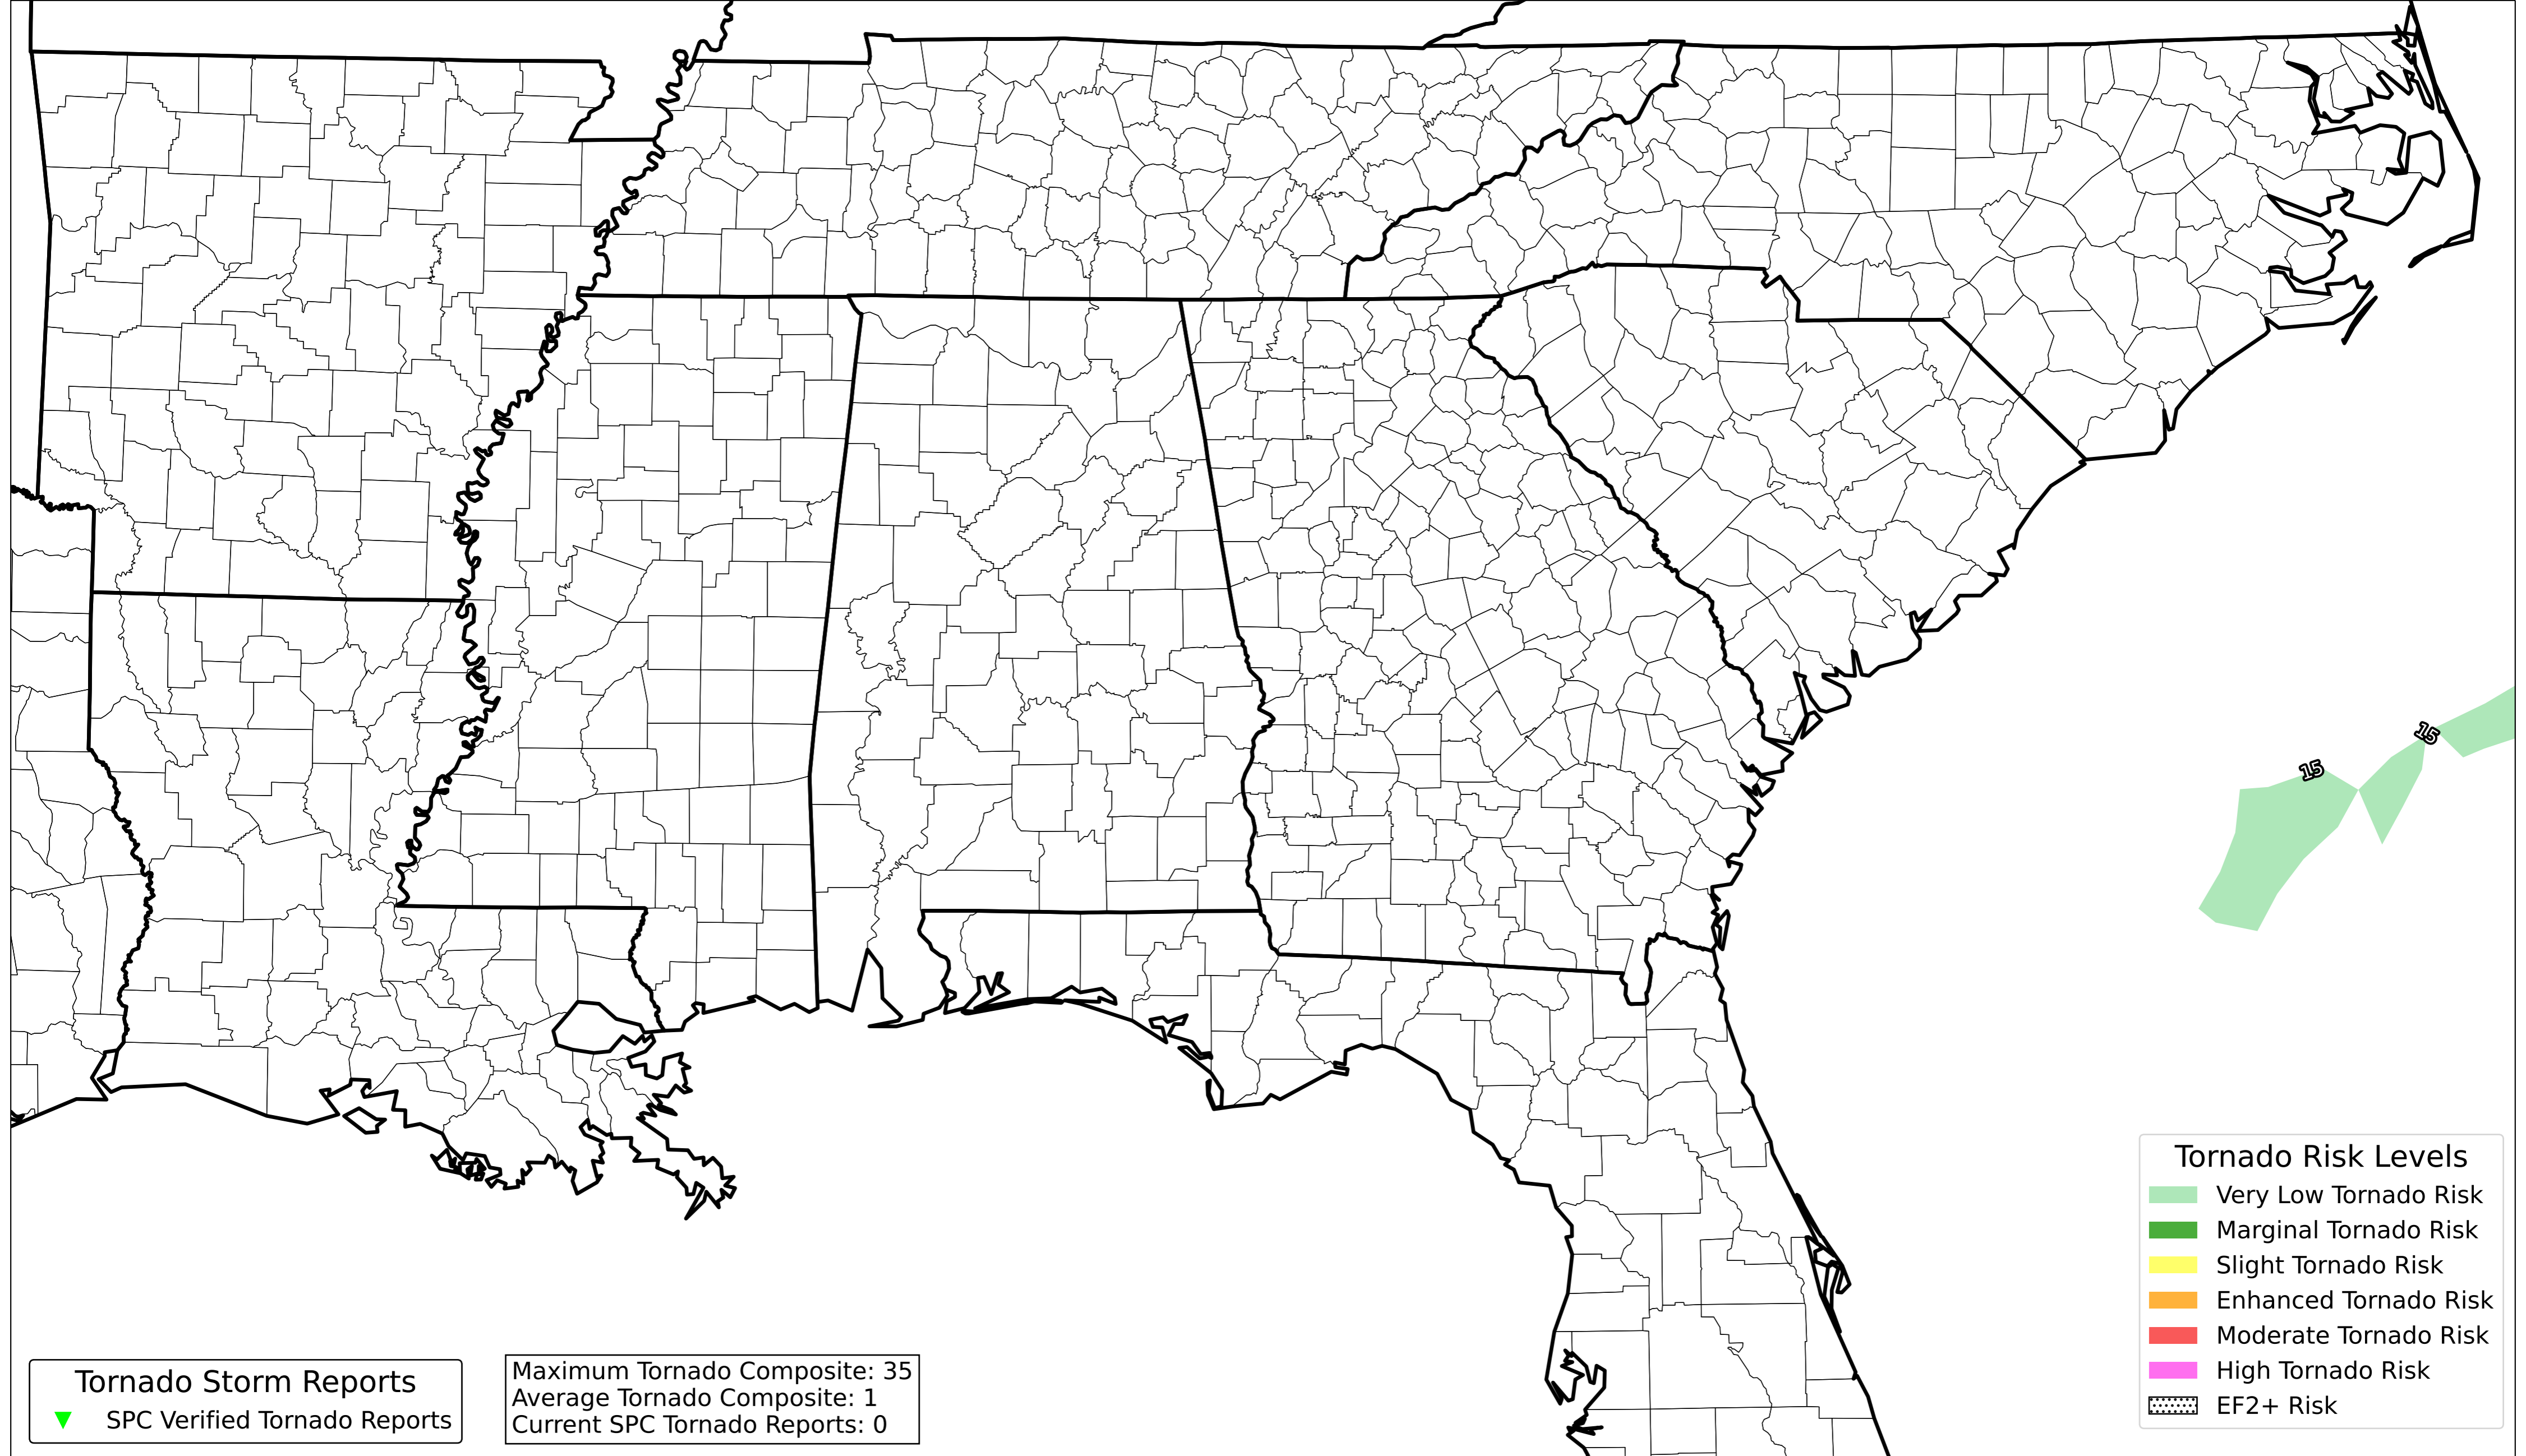 15
15
Tornado Risk Levels
Very Low Tornado Risk
Marginal Tornado Risk
Slight Tornado Risk
Enhanced Tornado Risk
Moderate Tornado Risk
High Tornado Risk
EF2+ Risk
Tornado Storm Reports
SPC Verified Tornado Reports
Maximum Tornado Composite: 35
Average Tornado Composite: 1
Current SPC Tornado Reports: 0